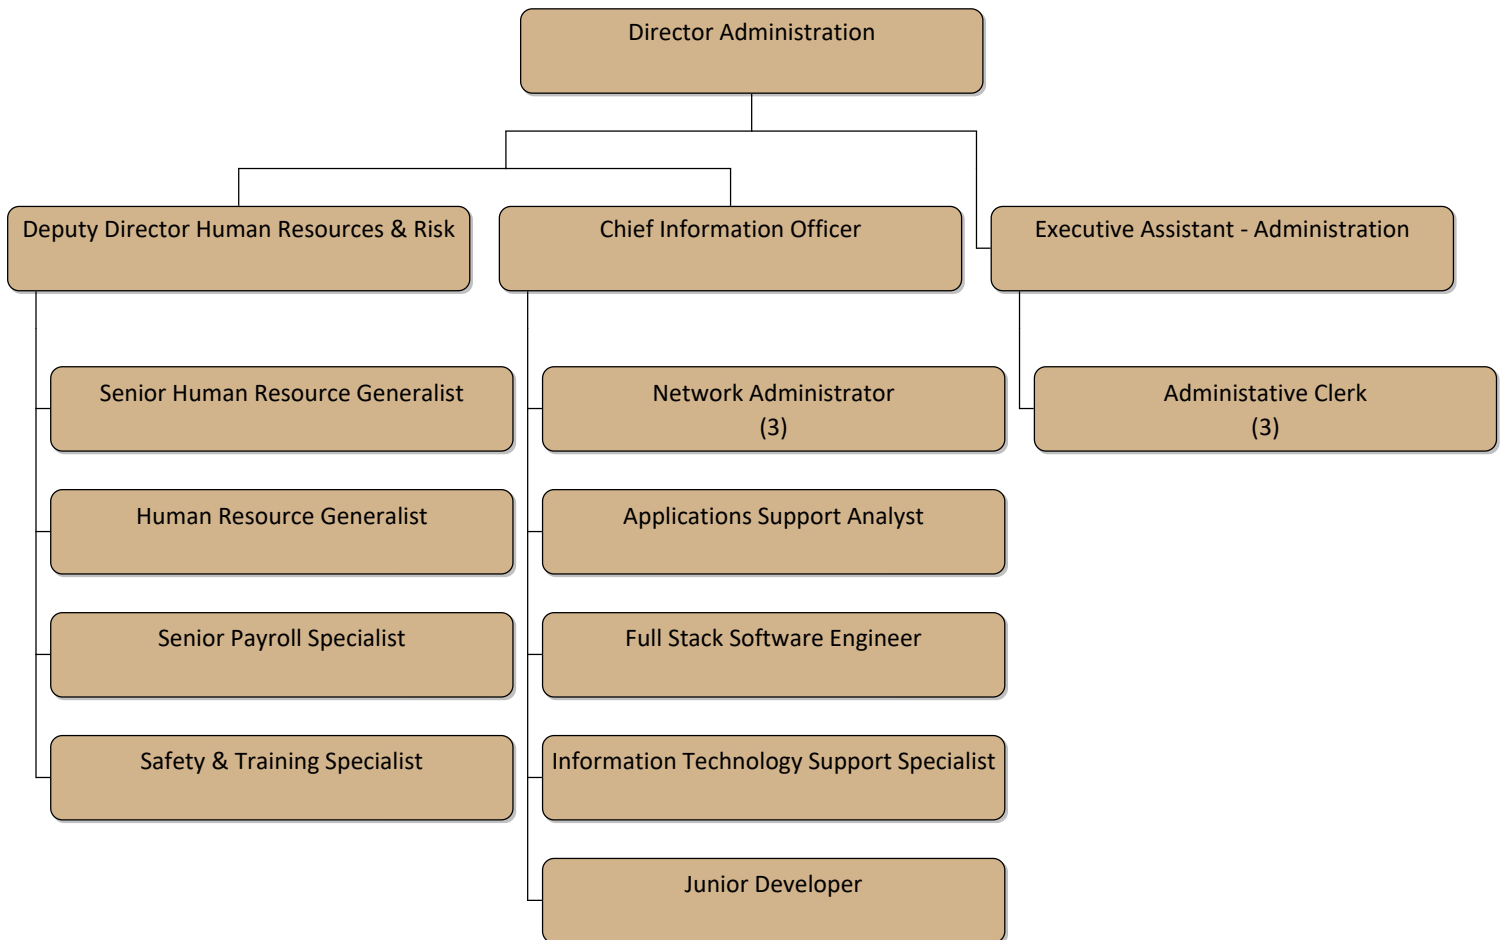 Director Administration
Deputy Director Human Resources & Risk
Chief Information Officer
Executive Assistant - Administration
Senior Human Resource Generalist
Network Administrator
(3)
Administative Clerk
(3)
Human Resource Generalist
Applications Support Analyst
Senior Payroll Specialist
Full Stack Software Engineer
Safety & Training Specialist
Information Technology Support Specialist
Junior Developer